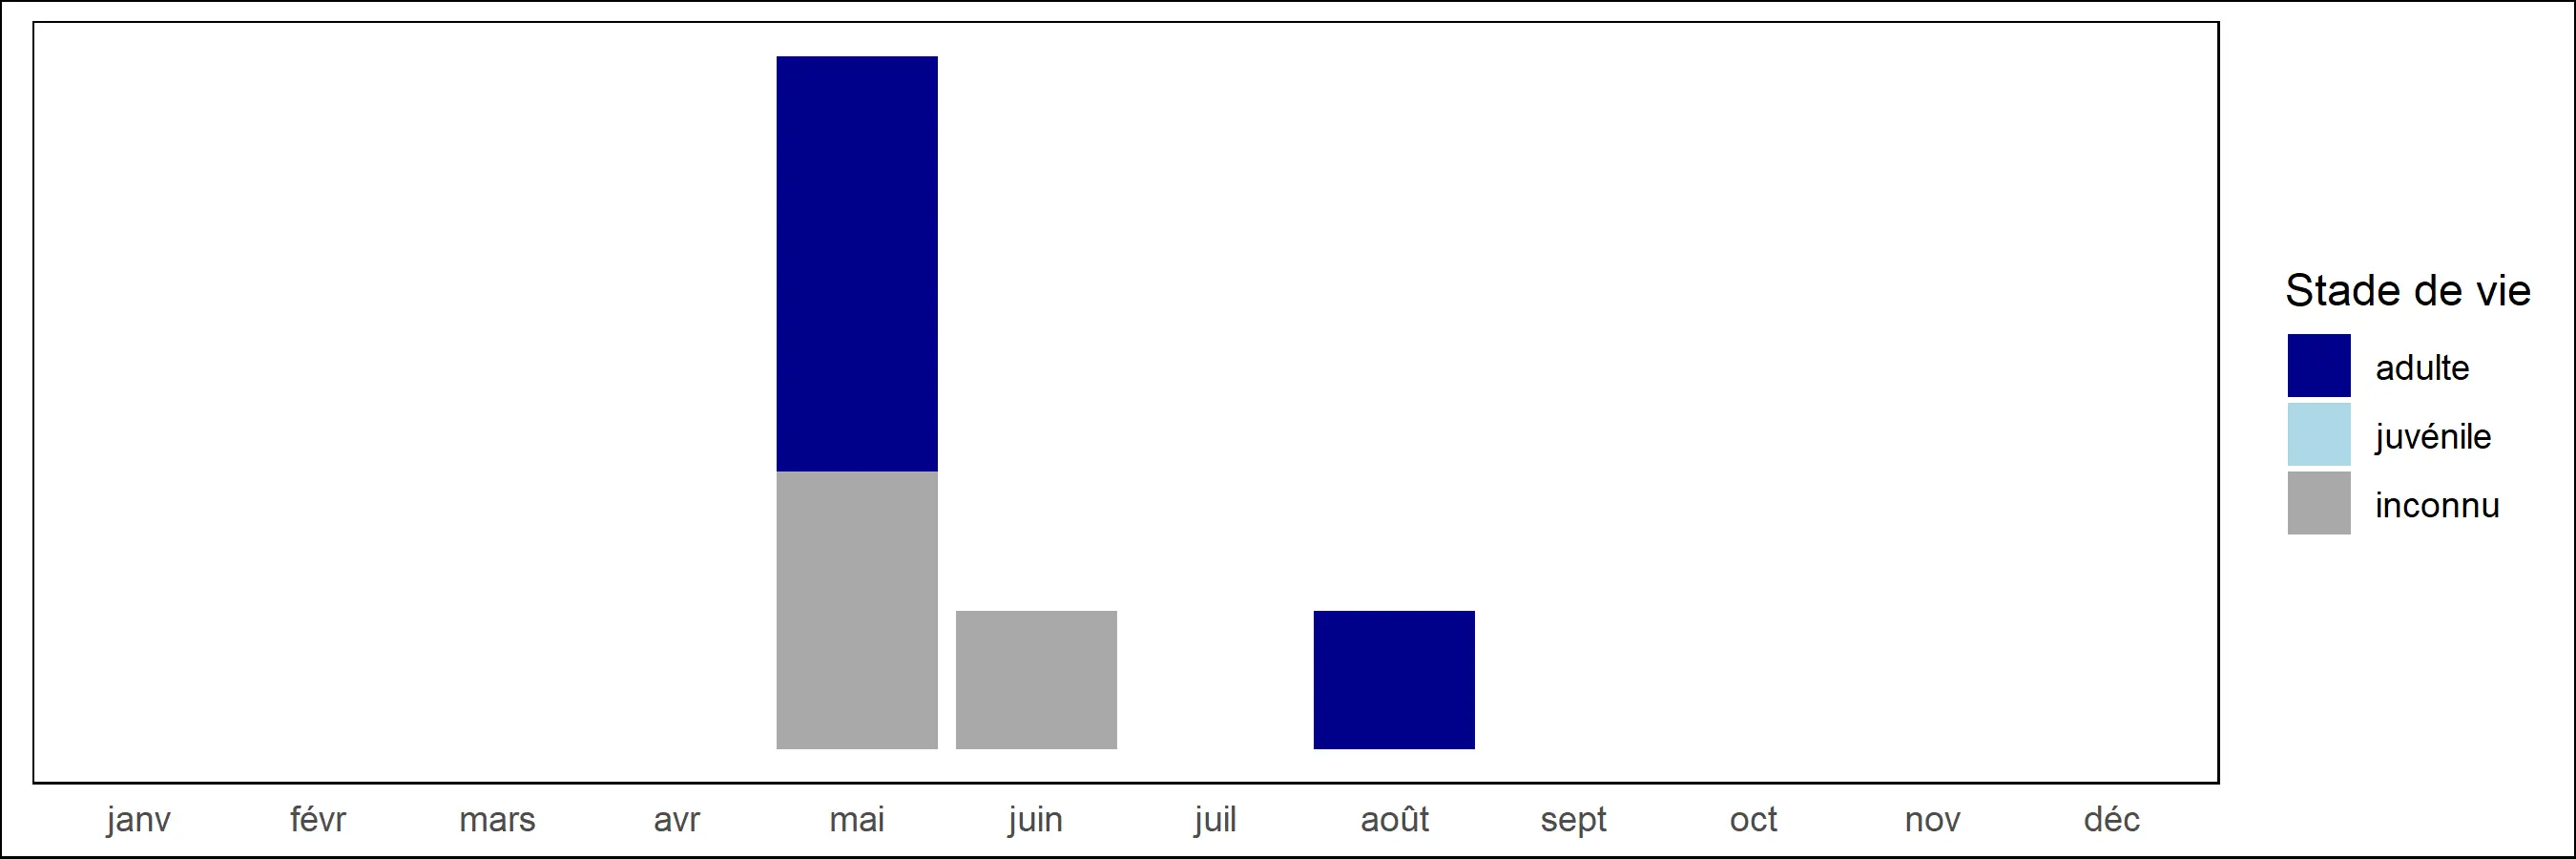 Stade de vie
adulte
juvénile
inconnu
janv févr mars avr mai juin juil août sept oct nov déc